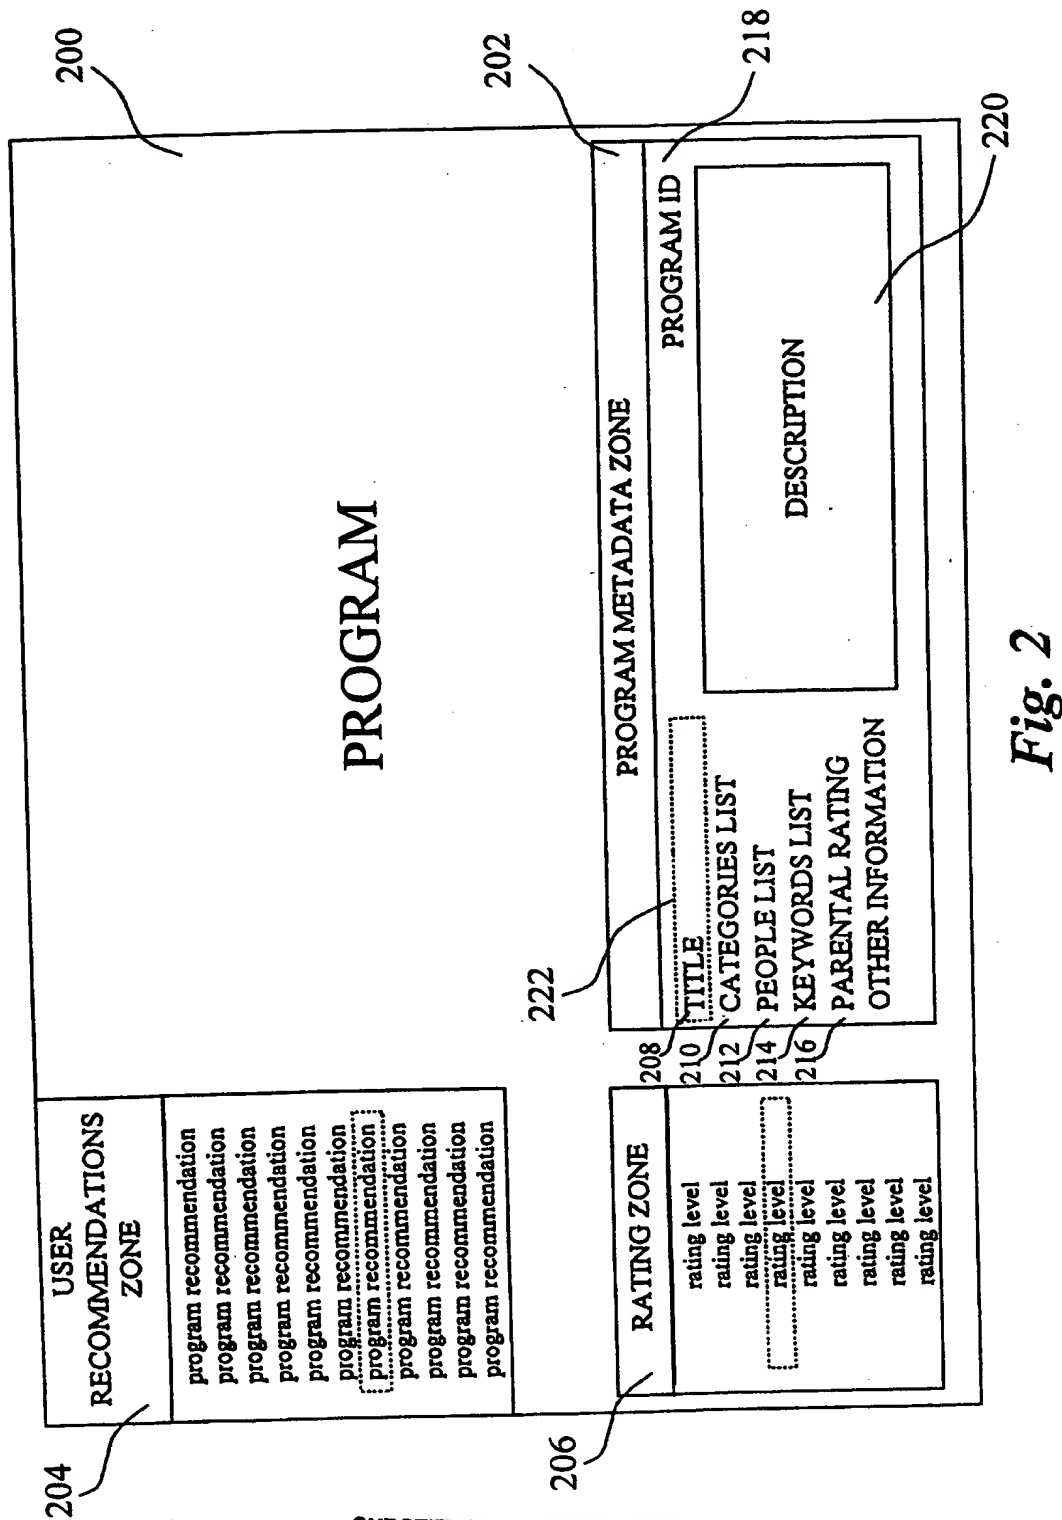 200
PROGRAM
204
USER
RECOMMENDATIONS
ZONE
program recommendation
program recommendation
program recommendation
program recommendation
program recommendation
program recommendation
program recommendation
program recommendation
program recommendation
program recommendation
program recommendation
202
PROGRAM METADATA ZONE
218
PROGRAM ID
222
208
TITLE
210
CATEGORIES LIST
212
PEOPLE LIST
214
KEYWORDS LIST
216
PARENTAL RATING
OTHER INFORMATION
DESCRIPTION
220
206
RATING ZONE
rating level
rating level
rating level
rating level
rating level
rating level
rating level
rating level
rating level
Fig. 2